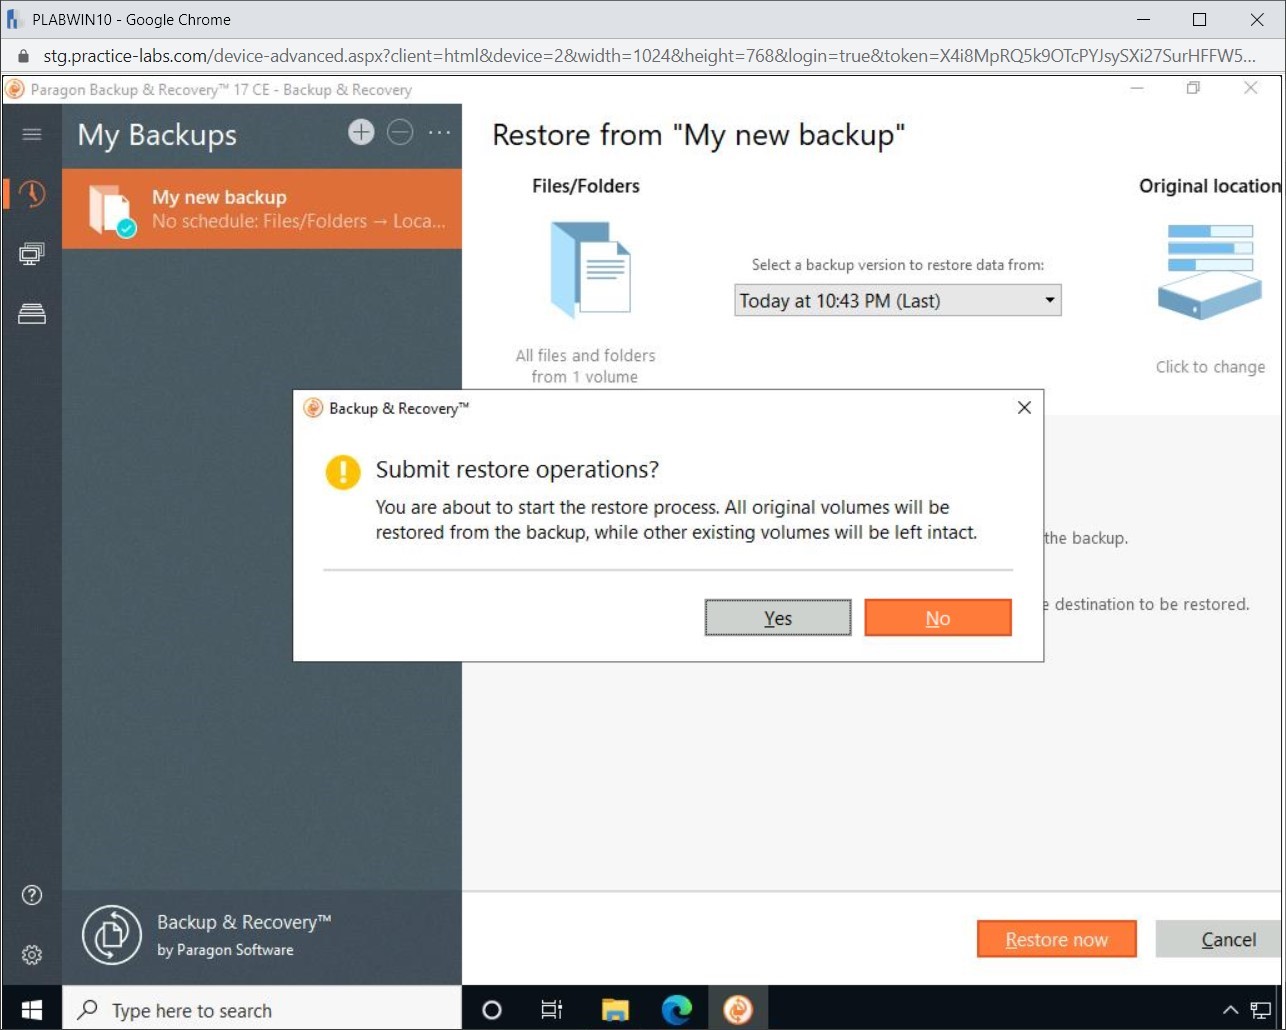 PLABWIN10 - Google Chrome
stg.practice-labs.com/device-advanced.aspx?client=html&device=2&width=1024&height=768&login=true&token=X4i8MpRQ5k9OTcPYJsySXi27SurHFFW5...
Paragon Backup & Recovery™ 17 CE - Backup & Recovery
My Backups
My new backup
No schedule: Files/Folders → Loca...
Restore from "My new backup"
Files/Folders
Original location
Select a backup version to restore data from:
Today at 10:43 PM (Last)
All files and folders
from 1 volume
Click to change
Backup & Recovery™
Submit restore operations?
You are about to start the restore process. All original volumes will be
restored from the backup, while other existing volumes will be left intact.
the backup.
destination to be restored.
Yes
No
Backup & Recovery™
by Paragon Software
Restore now
Cancel
Type here to search